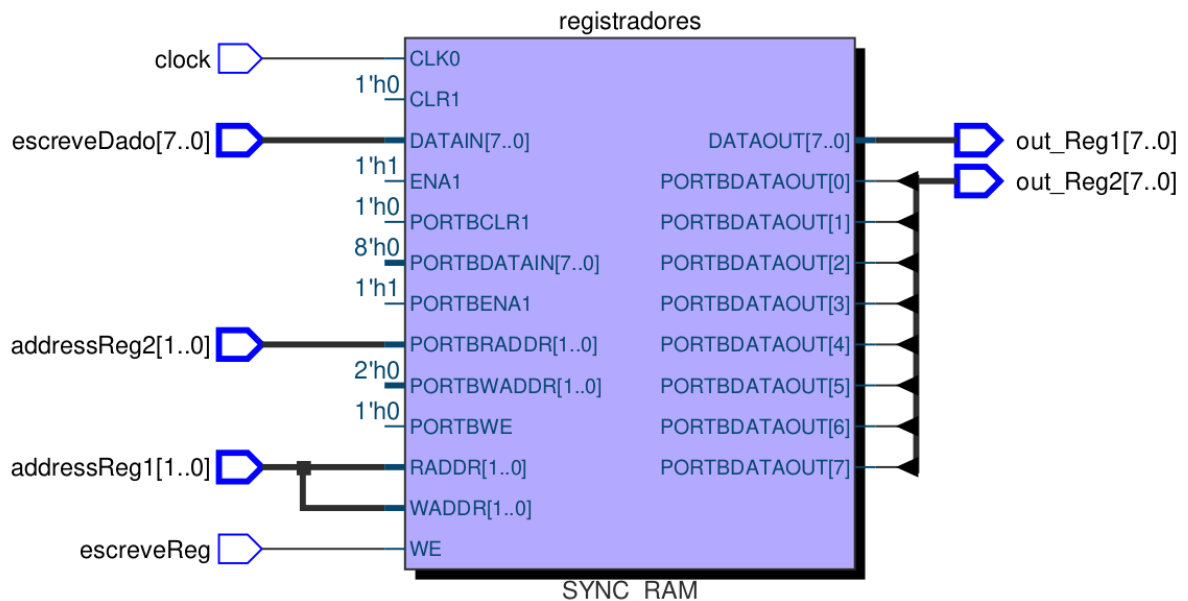 registradores
clock
CLK0
1'h0
CLR1
escreveDado[7..0]
DATAIN[7..0]
DATAOUT[7..0]
out_Reg1[7..0]
1'h1
ENA1
PORTBDATAOUT[0]
out_Reg2[7..0]
1'h0
PORTBCLR1
PORTBDATAOUT[1]
8'h0
PORTBDATAIN[7..0]
PORTBDATAOUT[2]
1'h1
PORTBENA1
PORTBDATAOUT[3]
addressReg2[1..0]
PORTBRADDR[1..0]
PORTBDATAOUT[4]
2'h0
PORTBWADDR[1..0]
PORTBDATAOUT[5]
1'h0
PORTBWE
PORTBDATAOUT[6]
addressReg1[1..0]
RADDR[1..0]
PORTBDATAOUT[7]
WADDR[1..0]
escreveReg
WE
SYNC_RAM